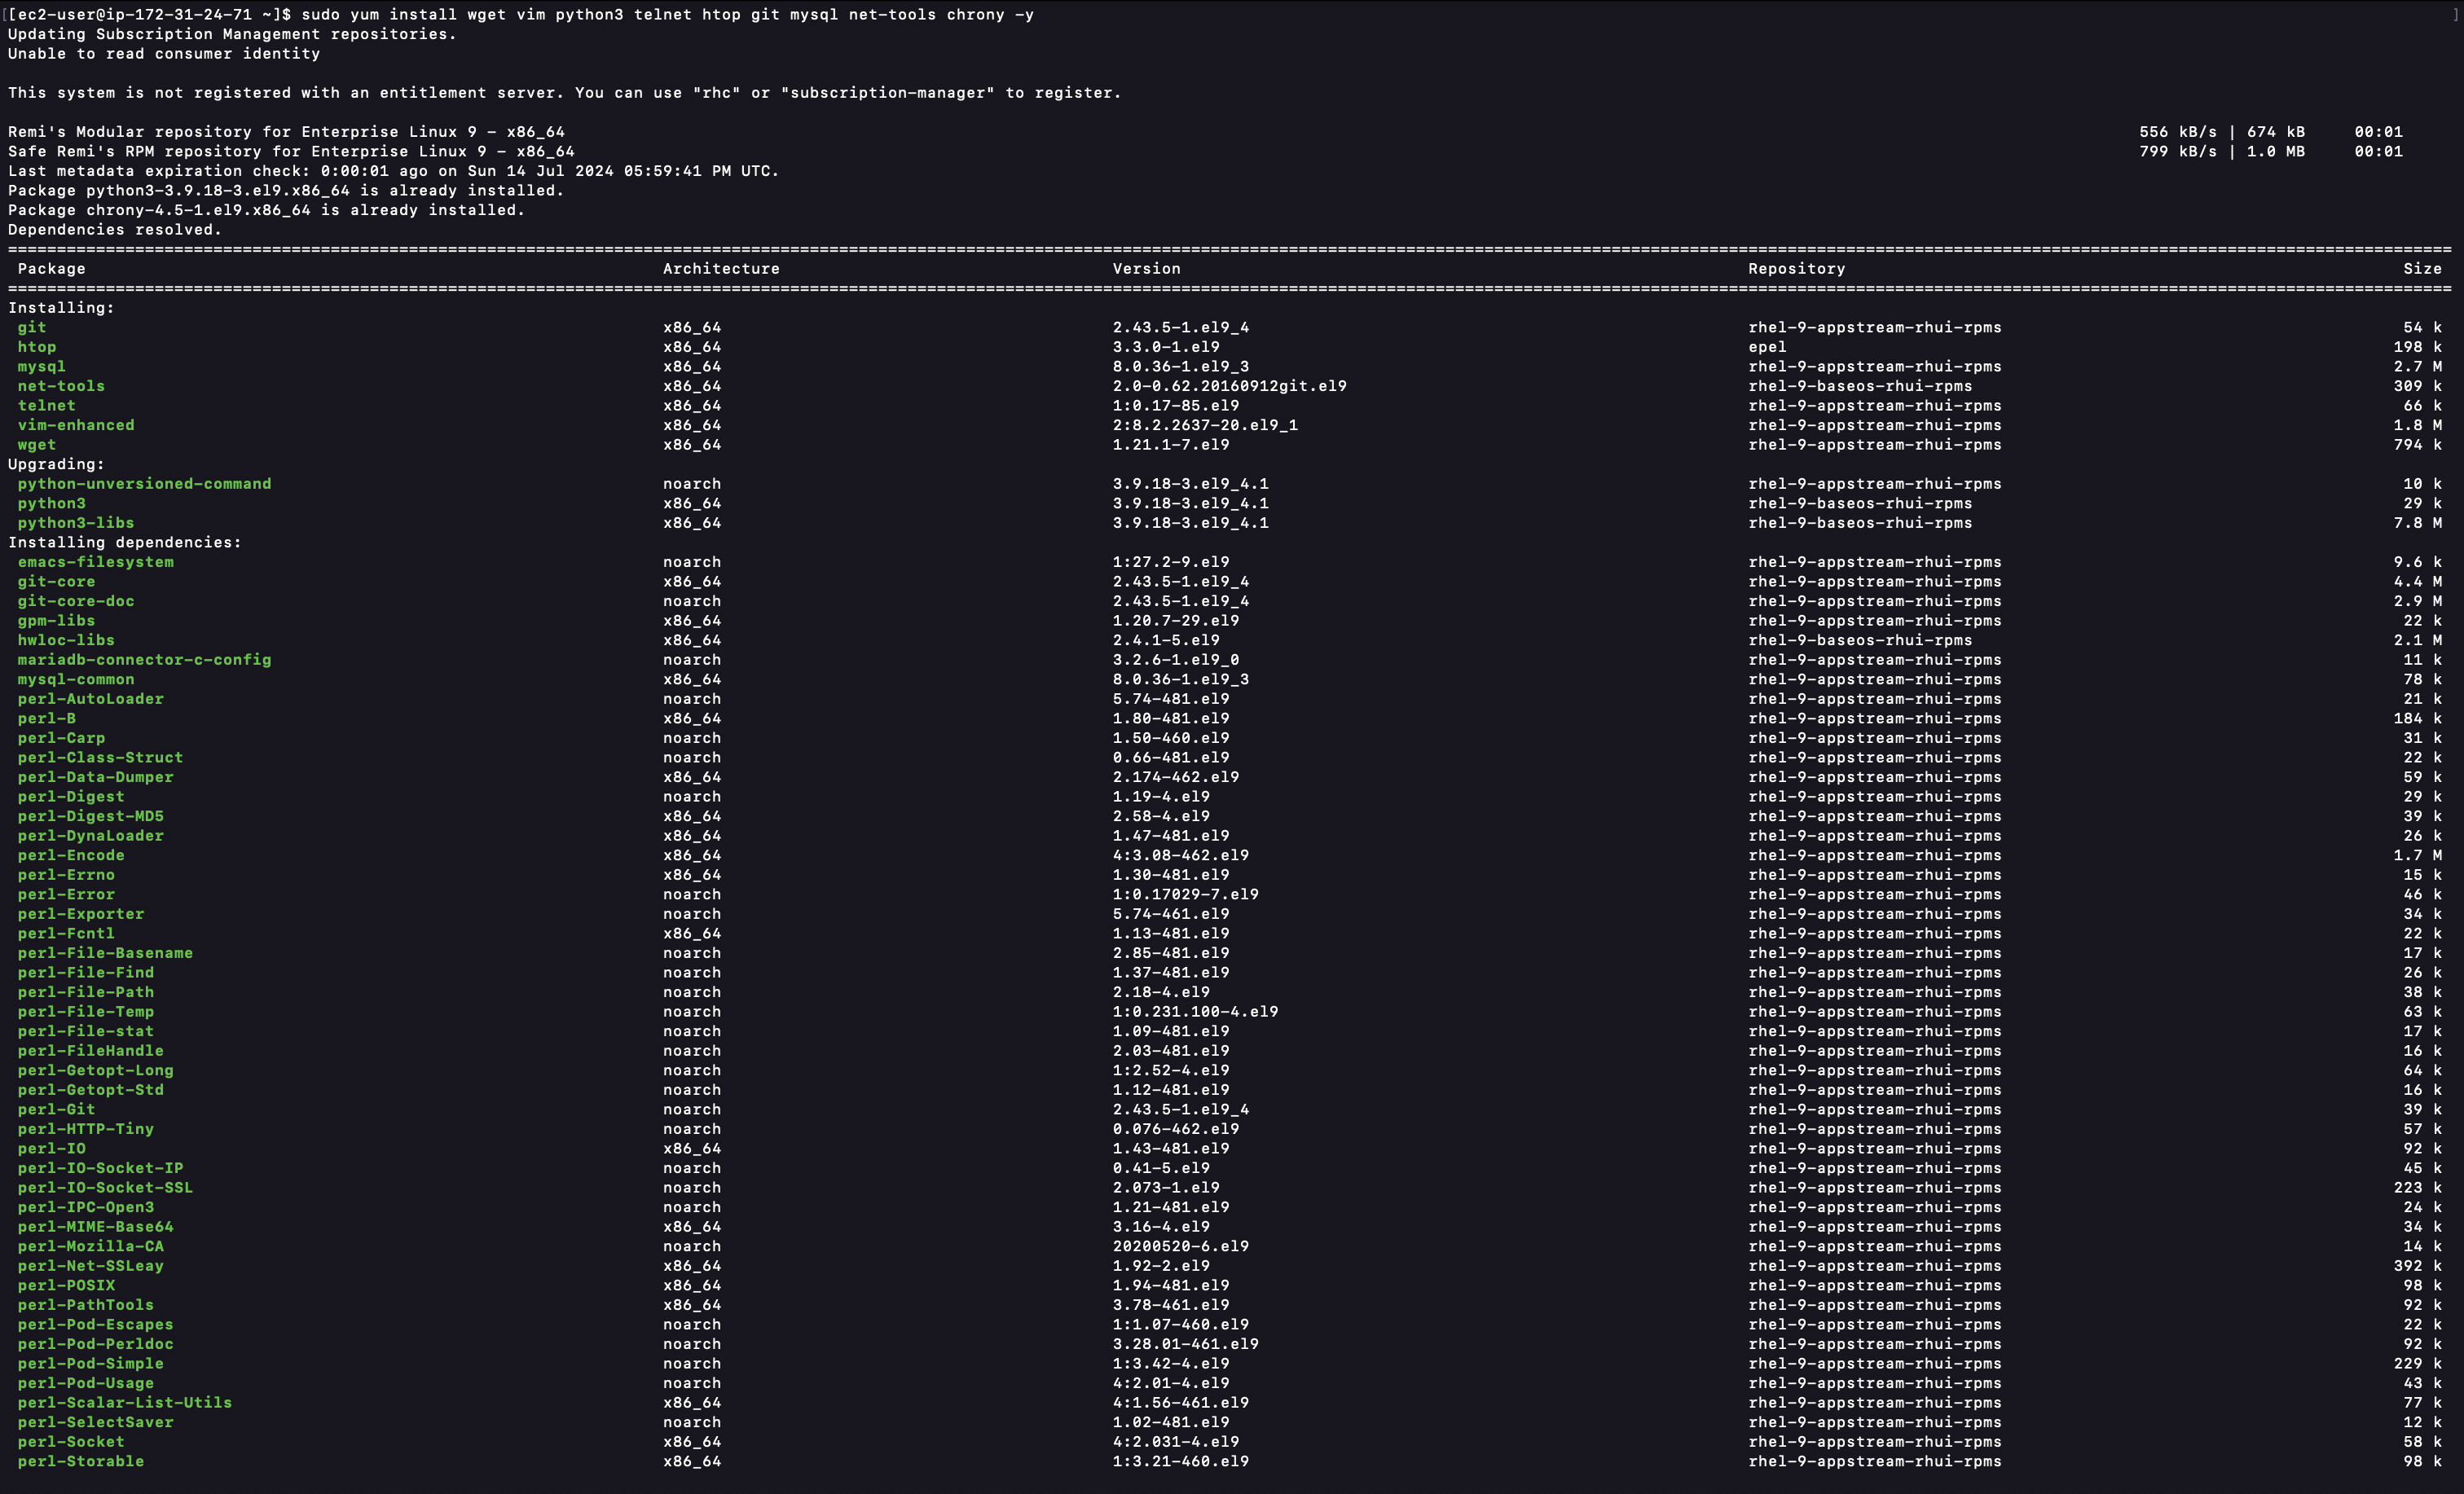 [[ec2-user@ip-172-31-24-71 ~]$ sudo yum install wget vim python3 telnet htop git mysql net-tools chrony -y ]
Updating Subscription Management repositories.
Unable to read consumer identity
This system is not registered with an entitlement server. You can use "rhc" or "subscription-manager" to register.
Remi's Modular repository for Enterprise Linux 9 - x86_64 556 kB/s | 674 kB 00:01
Safe Remi's RPM repository for Enterprise Linux 9 - x86_64 799 kB/s | 1.0 MB 00:01
Last metadata expiration check: 0:00:01 ago on Sun 14 Jul 2024 05:59:41 PM UTC.
Package python3-3.9.18-3.el9.x86_64 is already installed.
Package chrony-4.5-1.el9.x86_64 is already installed.
Dependencies resolved.
Package Architecture Version Repository Size
Installing:
git x86_64 2.43.5-1.el9_4 rhel-9-appstream-rhui-rpms 54 k
htop x86_64 3.3.0-1.el9 epel 198 k
mysql x86_64 8.0.36-1.el9_3 rhel-9-appstream-rhui-rpms 2.7 M
net-tools x86_64 2.0-0.62.20160912git.el9 rhel-9-baseos-rhui-rpms 309 k
telnet x86_64 1:0.17-85.el9 rhel-9-appstream-rhui-rpms 66 k
vim-enhanced x86_64 2:8.2.2637-20.el9_1 rhel-9-appstream-rhui-rpms 1.8 M
wget x86_64 1.21.1-7.el9 rhel-9-appstream-rhui-rpms 794 k
Upgrading:
python-unversioned-command noarch 3.9.18-3.el9_4.1 rhel-9-appstream-rhui-rpms 10 k
python3 x86_64 3.9.18-3.el9_4.1 rhel-9-baseos-rhui-rpms 29 k
python3-libs x86_64 3.9.18-3.el9_4.1 rhel-9-baseos-rhui-rpms 7.8 M
Installing dependencies:
emacs-filesystem noarch 1:27.2-9.el9 rhel-9-appstream-rhui-rpms 9.6 k
git-core x86_64 2.43.5-1.el9_4 rhel-9-appstream-rhui-rpms 4.4 M
git-core-doc noarch 2.43.5-1.el9_4 rhel-9-appstream-rhui-rpms 2.9 M
gpm-libs x86_64 1.20.7-29.el9 rhel-9-appstream-rhui-rpms 22 k
hwloc-libs x86_64 2.4.1-5.el9 rhel-9-baseos-rhui-rpms 2.1 M
mariadb-connector-c-config noarch 3.2.6-1.el9_0 rhel-9-appstream-rhui-rpms 11 k
mysql-common x86_64 8.0.36-1.el9_3 rhel-9-appstream-rhui-rpms 78 k
perl-AutoLoader noarch 5.74-481.el9 rhel-9-appstream-rhui-rpms 21 k
perl-B x86_64 1.80-481.el9 rhel-9-appstream-rhui-rpms 184 k
perl-Carp noarch 1.50-460.el9 rhel-9-appstream-rhui-rpms 31 k
perl-Class-Struct noarch 0.66-481.el9 rhel-9-appstream-rhui-rpms 22 k
perl-Data-Dumper x86_64 2.174-462.el9 rhel-9-appstream-rhui-rpms 59 k
perl-Digest noarch 1.19-4.el9 rhel-9-appstream-rhui-rpms 29 k
perl-Digest-MD5 x86_64 2.58-4.el9 rhel-9-appstream-rhui-rpms 39 k
perl-DynaLoader x86_64 1.47-481.el9 rhel-9-appstream-rhui-rpms 26 k
perl-Encode x86_64 4:3.08-462.el9 rhel-9-appstream-rhui-rpms 1.7 M
perl-Errno x86_64 1.30-481.el9 rhel-9-appstream-rhui-rpms 15 k
perl-Error noarch 1:0.17029-7.el9 rhel-9-appstream-rhui-rpms 46 k
perl-Exporter noarch 5.74-461.el9 rhel-9-appstream-rhui-rpms 34 k
perl-Fcntl x86_64 1.13-481.el9 rhel-9-appstream-rhui-rpms 22 k
perl-File-Basename noarch 2.85-481.el9 rhel-9-appstream-rhui-rpms 17 k
perl-File-Find noarch 1.37-481.el9 rhel-9-appstream-rhui-rpms 26 k
perl-File-Path noarch 2.18-4.el9 rhel-9-appstream-rhui-rpms 38 k
perl-File-Temp noarch 1:0.231.100-4.el9 rhel-9-appstream-rhui-rpms 63 k
perl-File-stat noarch 1.09-481.el9 rhel-9-appstream-rhui-rpms 17 k
perl-FileHandle noarch 2.03-481.el9 rhel-9-appstream-rhui-rpms 16 k
perl-Getopt-Long noarch 1:2.52-4.el9 rhel-9-appstream-rhui-rpms 64 k
perl-Getopt-Std noarch 1.12-481.el9 rhel-9-appstream-rhui-rpms 16 k
perl-Git noarch 2.43.5-1.el9_4 rhel-9-appstream-rhui-rpms 39 k
perl-HTTP-Tiny noarch 0.076-462.el9 rhel-9-appstream-rhui-rpms 57 k
perl-IO x86_64 1.43-481.el9 rhel-9-appstream-rhui-rpms 92 k
perl-IO-Socket-IP noarch 0.41-5.el9 rhel-9-appstream-rhui-rpms 45 k
perl-IO-Socket-SSL noarch 2.073-1.el9 rhel-9-appstream-rhui-rpms 223 k
perl-IPC-Open3 noarch 1.21-481.el9 rhel-9-appstream-rhui-rpms 24 k
perl-MIME-Base64 x86_64 3.16-4.el9 rhel-9-appstream-rhui-rpms 34 k
perl-Mozilla-CA noarch 20200520-6.el9 rhel-9-appstream-rhui-rpms 14 k
perl-Net-SSLeay x86_64 1.92-2.el9 rhel-9-appstream-rhui-rpms 392 k
perl-POSIX x86_64 1.94-481.el9 rhel-9-appstream-rhui-rpms 98 k
perl-PathTools x86_64 3.78-461.el9 rhel-9-appstream-rhui-rpms 92 k
perl-Pod-Escapes noarch 1:1.07-460.el9 rhel-9-appstream-rhui-rpms 22 k
perl-Pod-Perldoc noarch 3.28.01-461.el9 rhel-9-appstream-rhui-rpms 92 k
perl-Pod-Simple noarch 1:3.42-4.el9 rhel-9-appstream-rhui-rpms 229 k
perl-Pod-Usage noarch 4:2.01-4.el9 rhel-9-appstream-rhui-rpms 43 k
perl-Scalar-List-Utils x86_64 4:1.56-461.el9 rhel-9-appstream-rhui-rpms 77 k
perl-SelectSaver noarch 1.02-481.el9 rhel-9-appstream-rhui-rpms 12 k
perl-Socket x86_64 4:2.031-4.el9 rhel-9-appstream-rhui-rpms 58 k
perl-Storable x86_64 1:3.21-460.el9 rhel-9-appstream-rhui-rpms 98 k